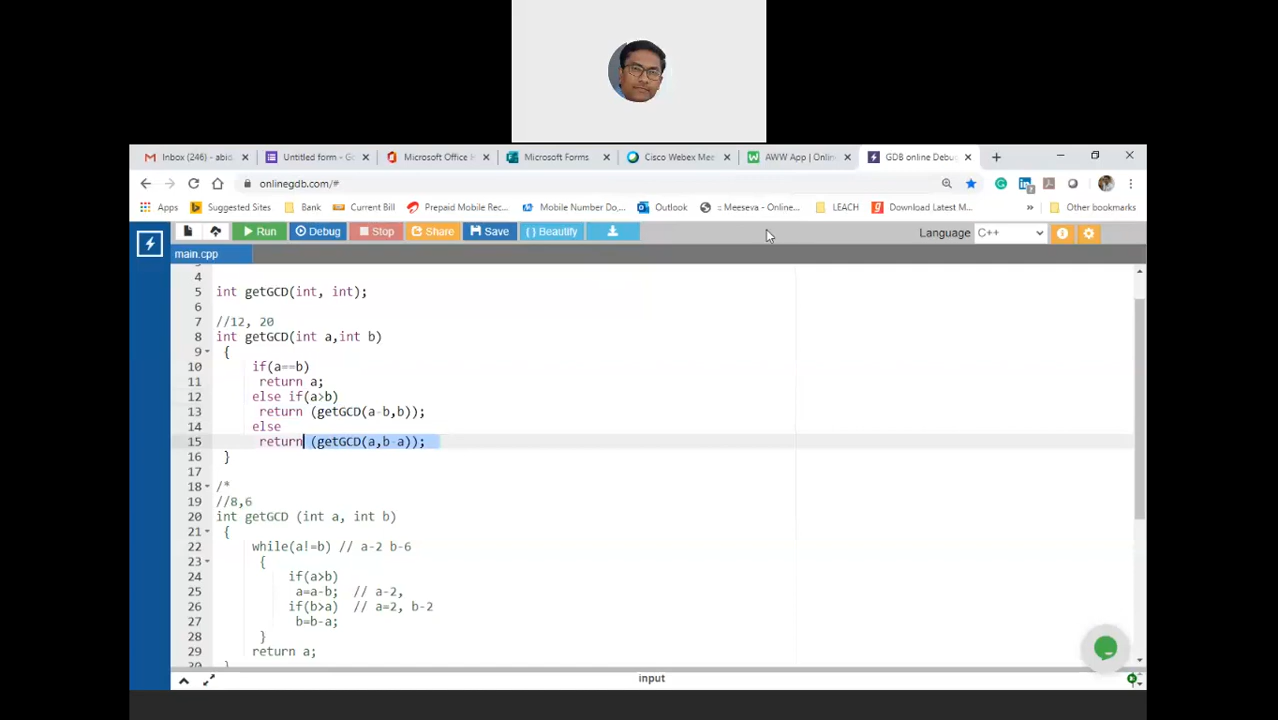 Inbox (246) - abid
Untitled form - Go
Microsoft Office H
Microsoft Forms
Cisco Webex Mee
AWW App | Onlin
GDB online Debu
onlinegdb.com/#
Apps
Suggested Sites
Bank
Current Bill
Prepaid Mobile Rec...
Mobile Number Do,...
Outlook
:: Meeseva - Online...
LEACH
Download Latest M...
»
Other bookmarks
Run
Debug
Stop
Share
Save
{ } Beautify
Language
C++
main.cpp
4
5 int getGCD(int, int);
6
7 //12, 20
8 int getGCD(int a,int b)
9 {
10 if(a==b)
11 return a;
12 else if(a>b)
13 return (getGCD(a-b,b));
14 else
15 return (getGCD(a,b-a));
16 }
17
18 /*
19 //8,6
20 int getGCD (int a, int b)
21 {
22 while(a!=b) // a-2 b-6
23 {
24 if(a>b)
25 a=a-b; // a-2,
26 if(b>a) // a=2, b-2
27 b=b-a;
28 }
29 return a;
30 }
input